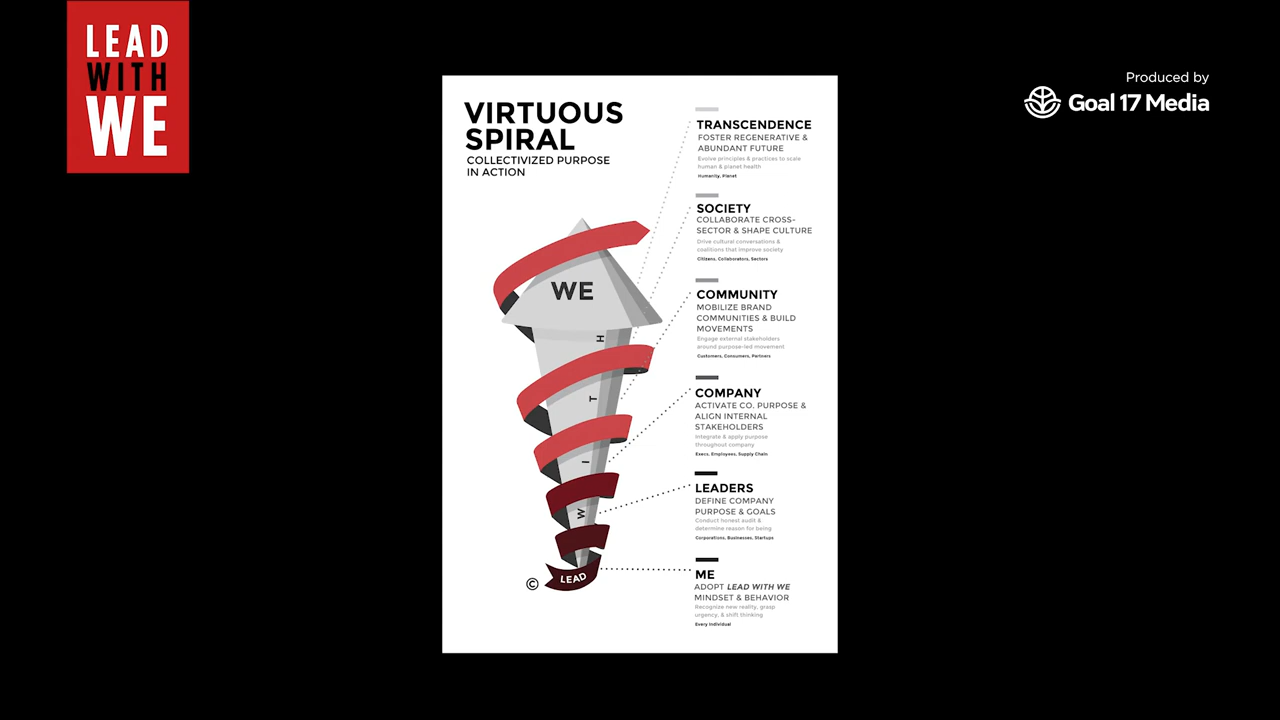 LEAD
WITH
WE
Produced by
Goal 17 Media
VIRTUOUS
SPIRAL
COLLECTIVIZED PURPOSE
IN ACTION
WE
H
T
I
W
LEAD
©
TRANSCENDENCE
FOSTER REGENERATIVE &
ABUNDANT FUTURE
Evolve principles & practices to scale
human & planet health
Humanity, Planet
SOCIETY
COLLABORATE CROSS-
SECTOR & SHAPE CULTURE
Drive cultural conversations &
coalitions that improve society
Citizens, Collaborators, Sectors
COMMUNITY
MOBILIZE BRAND
COMMUNITIES & BUILD
MOVEMENTS
Engage external stakeholders
around purpose-led movement
Customers, Consumers, Partners
COMPANY
ACTIVATE CO. PURPOSE &
ALIGN INTERNAL
STAKEHOLDERS
Integrate & apply purpose
throughout company
Execs, Employees, Supply Chain
LEADERS
DEFINE COMPANY
PURPOSE & GOALS
Conduct honest audit &
determine reason for being
Corporations, Businesses, Startups
ME
ADOPT LEAD WITH WE
MINDSET & BEHAVIOR
Recognize new reality, grasp
urgency, & shift thinking
Every Individual